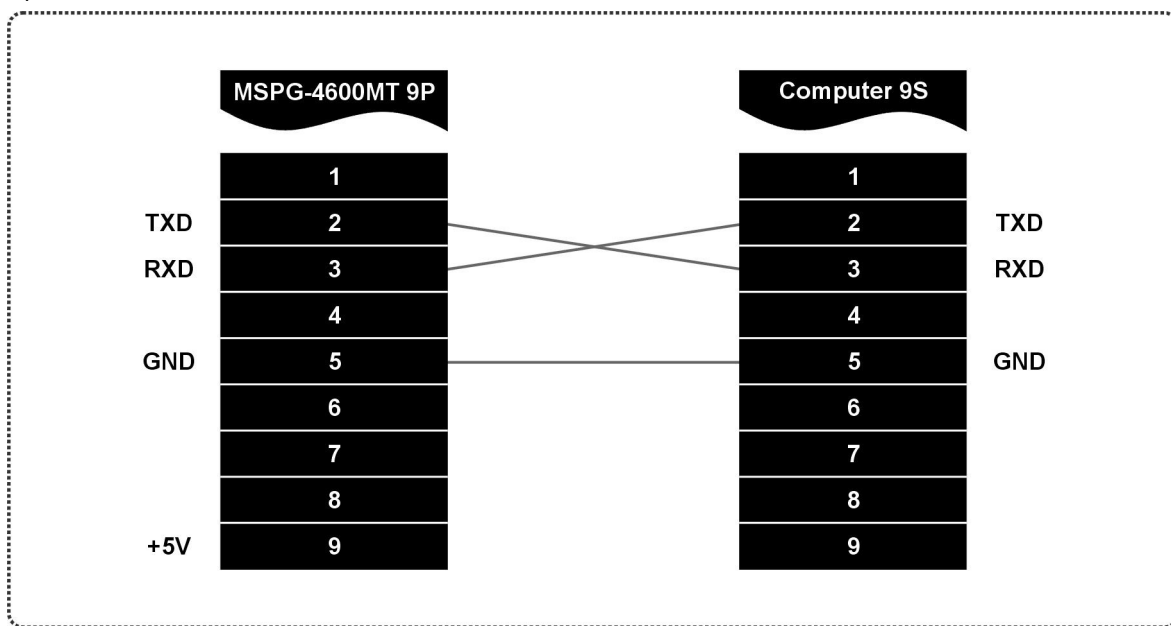 MSPG-4600MT 9P Computer 9S
1 1
TXD 2 2 TXD
RXD 3 3 RXD
4 4
GND 5 5 GND
6 6
7 7
8 8
+5V 9 9